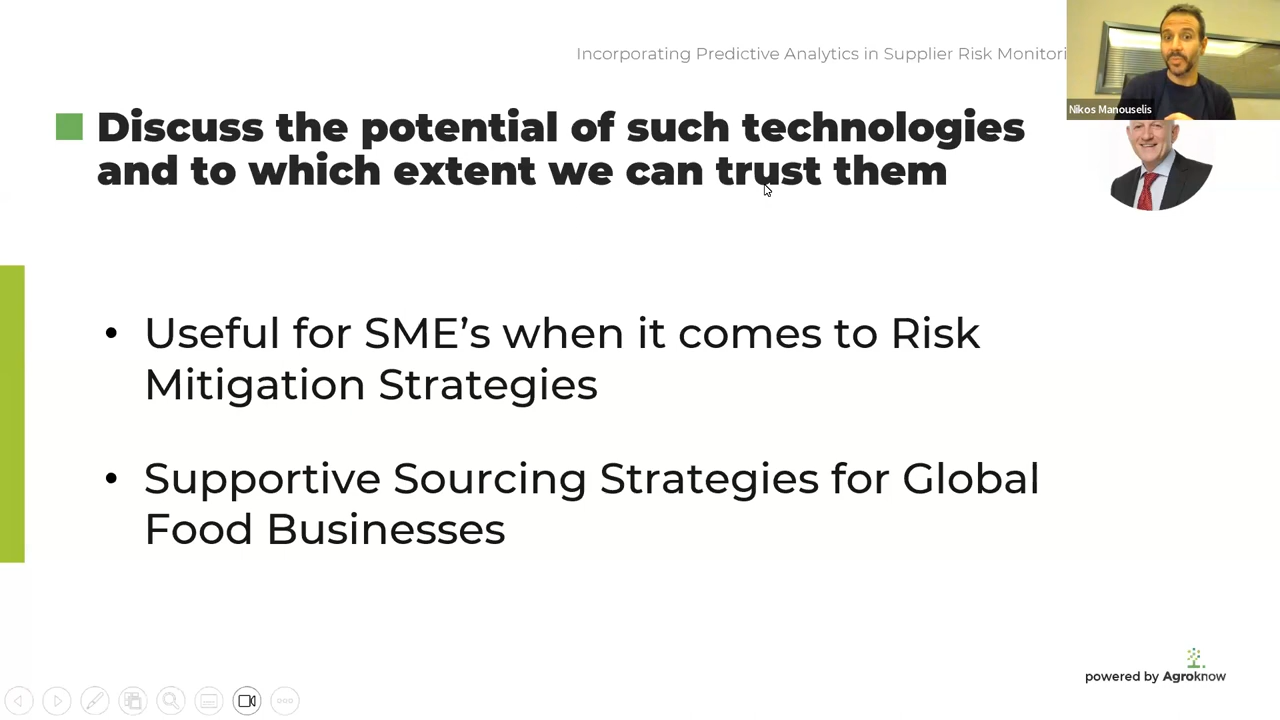 Incorporating Predictive Analytics in Supplier Risk Monitori
Nikos Manouselis
Discuss the potential of such technologies
and to which extent we can trust them
• Useful for SME’s when it comes to Risk
Mitigation Strategies
• Supportive Sourcing Strategies for Global
Food Businesses
powered by Agroknow